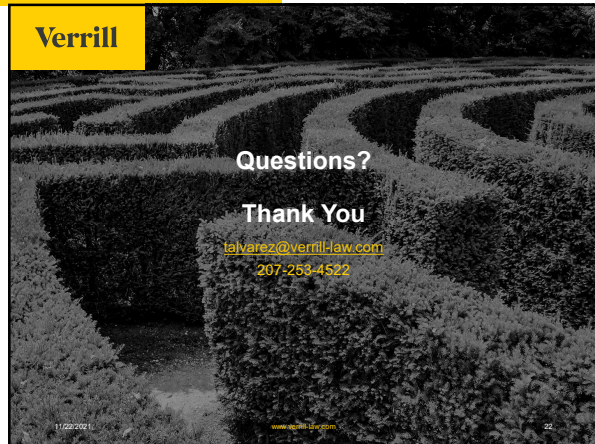 Verrill
Questions?
Thank You
talvarez@verrill-law.com
207-253-4522
11/22/2021 www.verrill-law.com 22